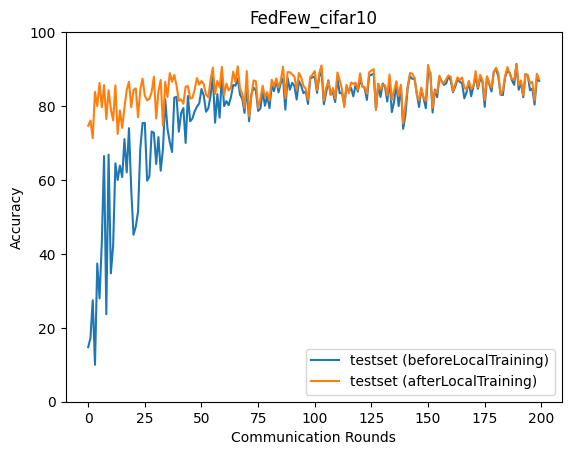 FedFew_cifar10
100
80
60
40
20
0
Accuracy
testset (beforeLocalTraining)
testset (afterLocalTraining)
0 25 50 75 100 125 150 175 200
Communication Rounds